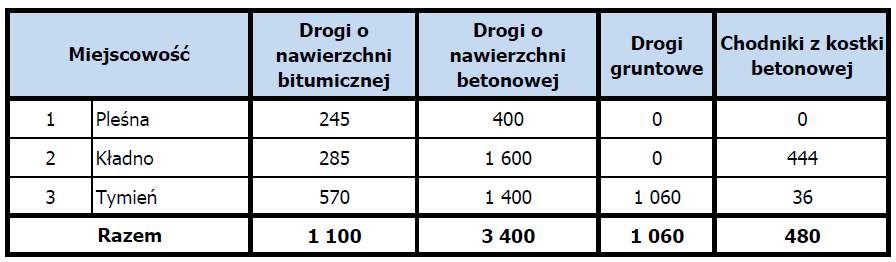 Miejscowość Drogi o nawierzchni bitumicznej Drogi o nawierzchni betonowej Drogi gruntowe Chodniki z kostki betonowej
1 Pleśna 245 400 0 0
2 Kładno 285 1 600 0 444
3 Tymień 570 1 400 1 060 36
Razem 1 100 3 400 1 060 480